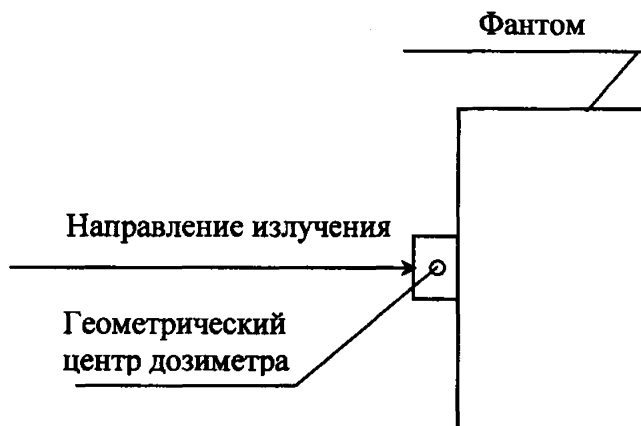 Фантом
Направление излучения
Геометрический
центр дозиметра